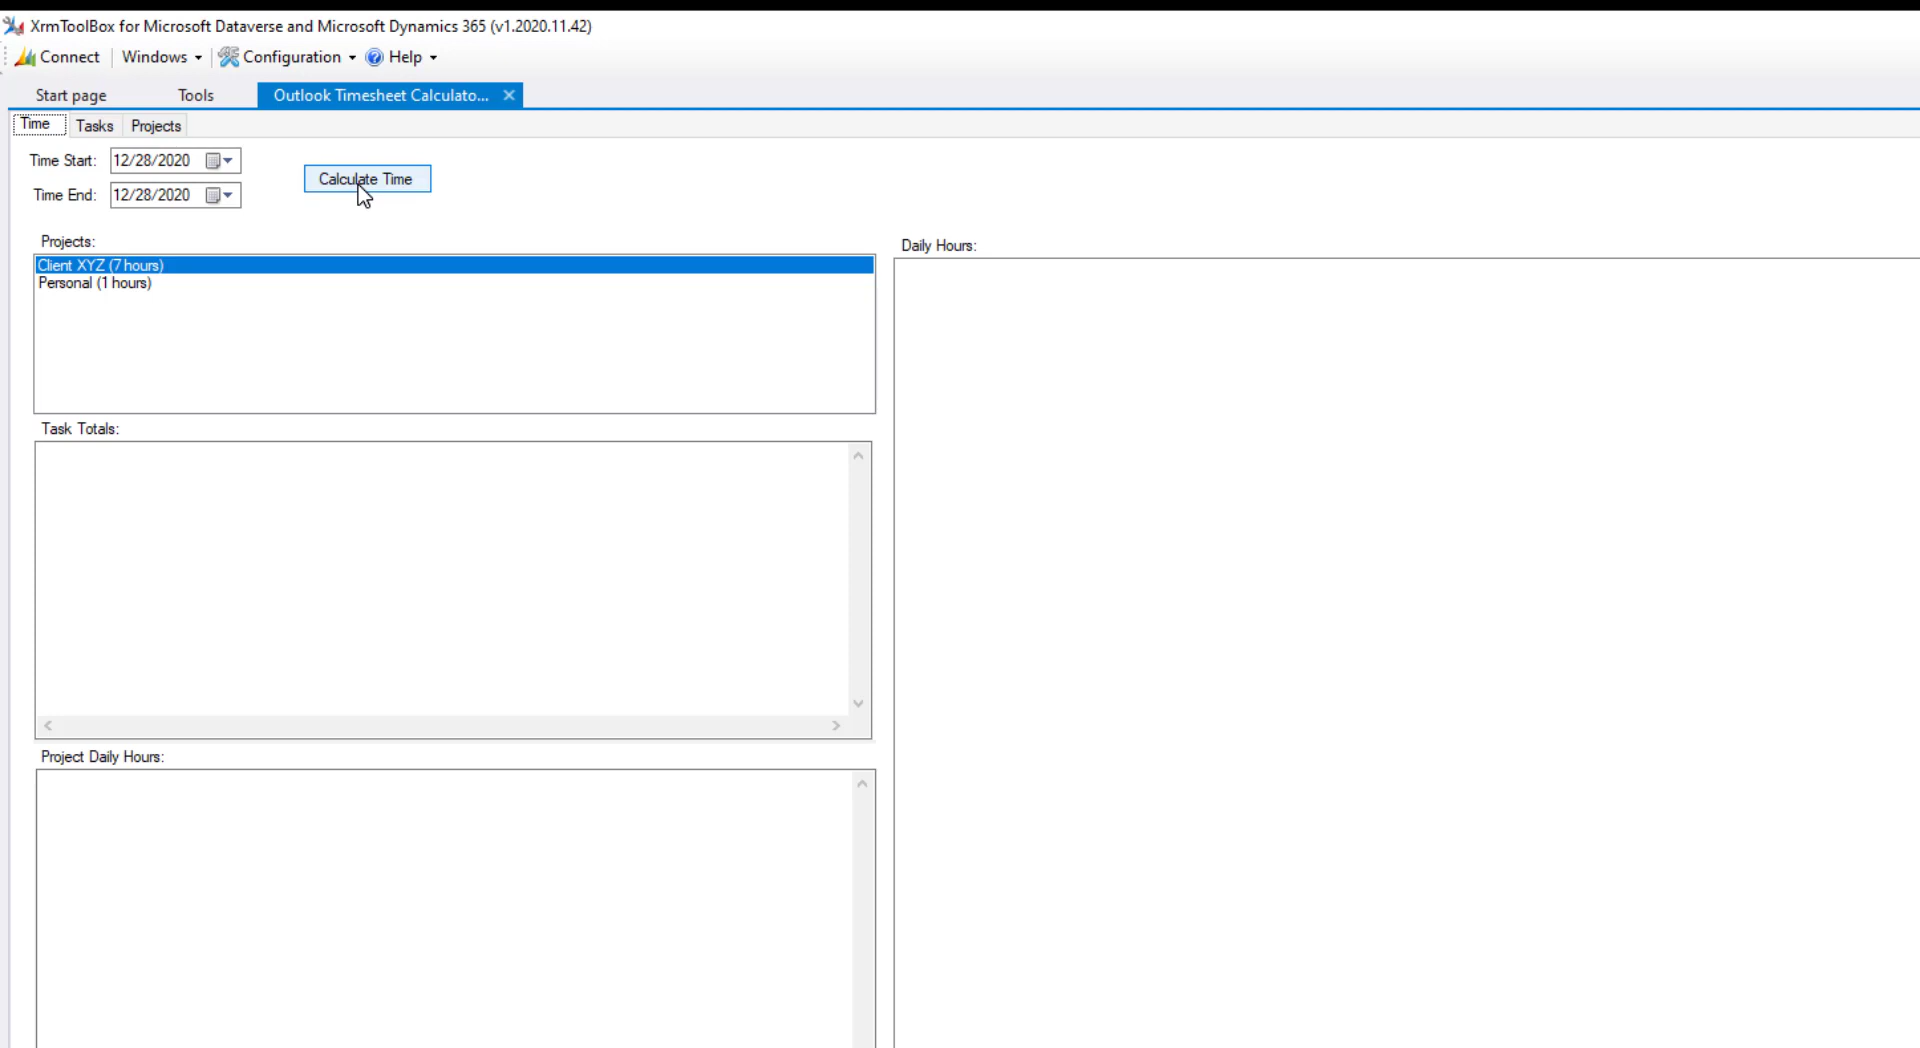 XrmToolBox for Microsoft Dataverse and Microsoft Dynamics 365 (v1.2020.11.42)
Connect Windows Configuration Help
Start page Tools Outlook Timesheet Calculato...
Time Tasks Projects
Time Start: 12/28/2020
Calculate Time
Time End: 12/28/2020
Projects:
Client XYZ (7 hours)
Personal (1 hours)
Task Totals:
Project Daily Hours:
Daily Hours: